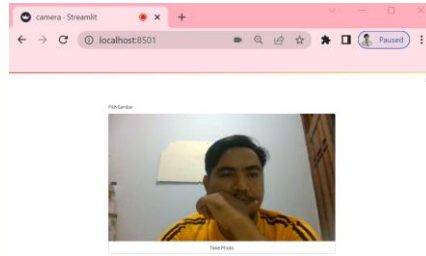 camera · Streamlit
localhost:8501
Paused
Pilih Gambar
Take Photo